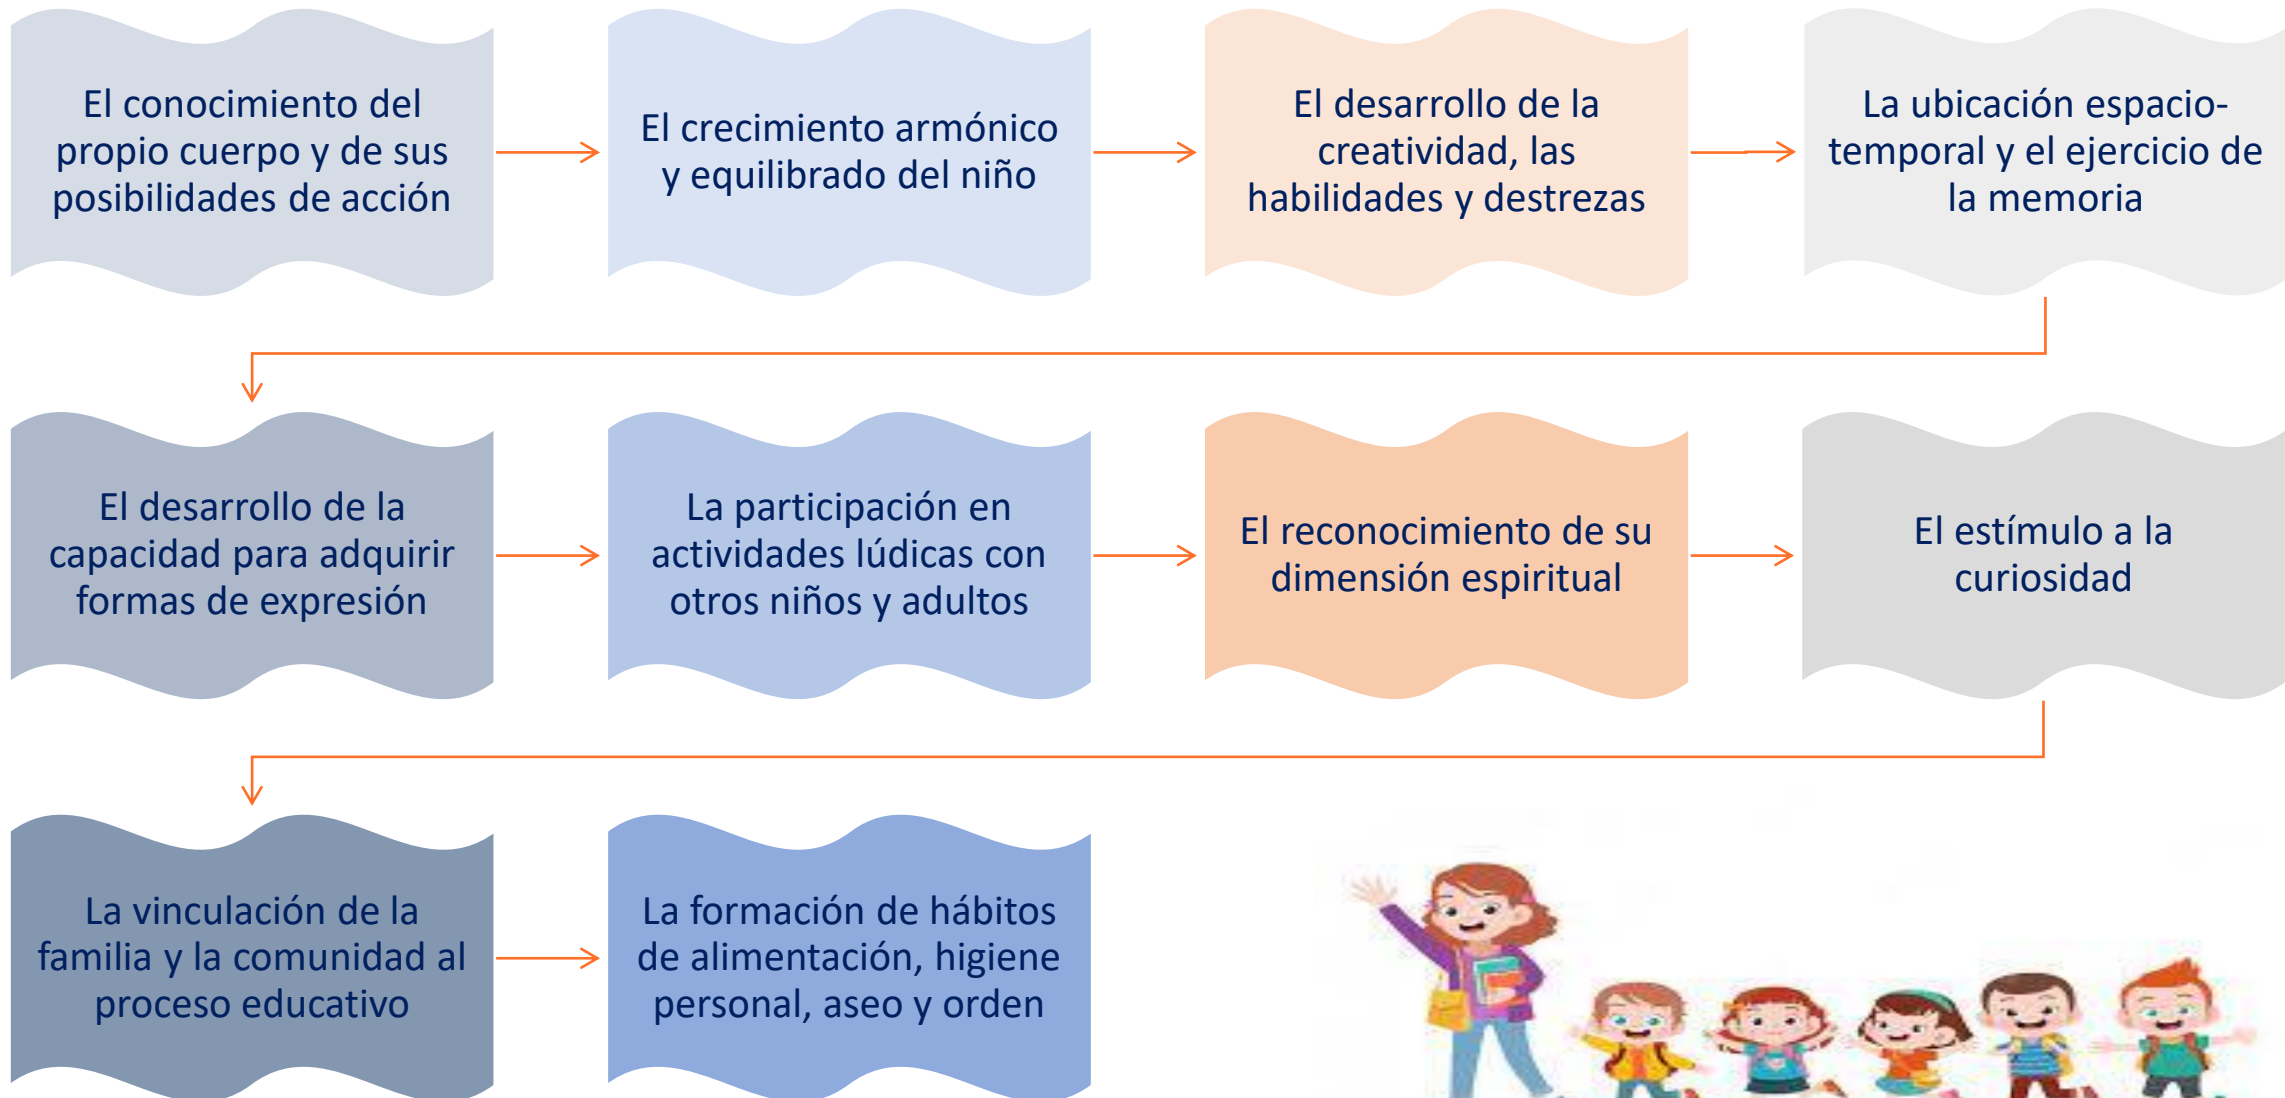 El conocimiento del
propio cuerpo y de sus
posibilidades de acción
El crecimiento armónico
y equilibrado del niño
El desarrollo de la
creatividad, las
habilidades y destrezas
La ubicación espacio-
temporal y el ejercicio de
la memoria
El desarrollo de la
capacidad para adquirir
formas de expresión
La participación en
actividades lúdicas con
otros niños y adultos
El reconocimiento de su
dimensión espiritual
El estímulo a la
curiosidad
La vinculación de la
familia y la comunidad al
proceso educativo
La formación de hábitos
de alimentación, higiene
personal, aseo y orden